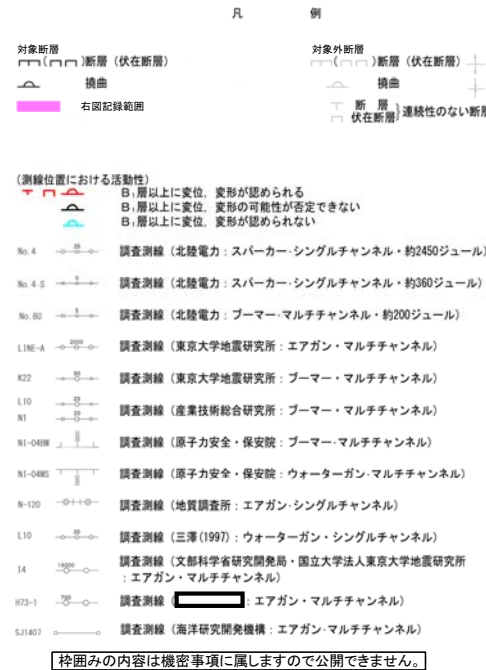 凡 例
対象断層
)断層（伏在断層）
撓曲
右図記録範囲
対象外断層
)断層（伏在断層）
撓曲
断 層
伏在断層
}連続性のない断層
(測線位置における活動性)
B₁層以上に変位，変形が認められる
B₁層以上に変位，変形の可能性が否定できない
B₁層以上に変位，変形が認められない
No.4 35 調査測線（北陸電力：スパーカー・シングルチャンネル・約2450ジュール）
No.4-S 5 調査測線（北陸電力：スパーカー・シングルチャンネル・約360ジュール）
No.8U 5 調査測線（北陸電力：ブーマー・マルチチャンネル・約200ジュール）
LINE-A 2000 調査測線（東京大学地震研究所：エアガン・マルチチャンネル）
K22 50 調査測線（東京大学地震研究所：ブーマー・マルチチャンネル）
L10 35
N1 20 調査測線（産業技術総合研究所：ブーマー・マルチチャンネル）
NI-04BM 調査測線（原子力安全・保安院：ブーマー・マルチチャンネル）
NI-04MS 調査測線（原子力安全・保安院：ウォーターガン・マルチチャンネル）
N-120 調査測線（地質調査所：エアガン・シングルチャンネル）
L10 35 調査測線（三澤(1997)：ウォーターガン・シングルチャンネル）
I4 16000 調査測線（文部科学省研究開発局・国立大学法人東京大学地震研究所
：エアガン・マルチチャンネル）
H73-1 700 調査測線（ ：エアガン・マルチチャンネル）
SJ1407 調査測線（海洋研究開発機構：エアガン・マルチチャンネル）
枠囲みの内容は機密事項に属しますので公開できません。